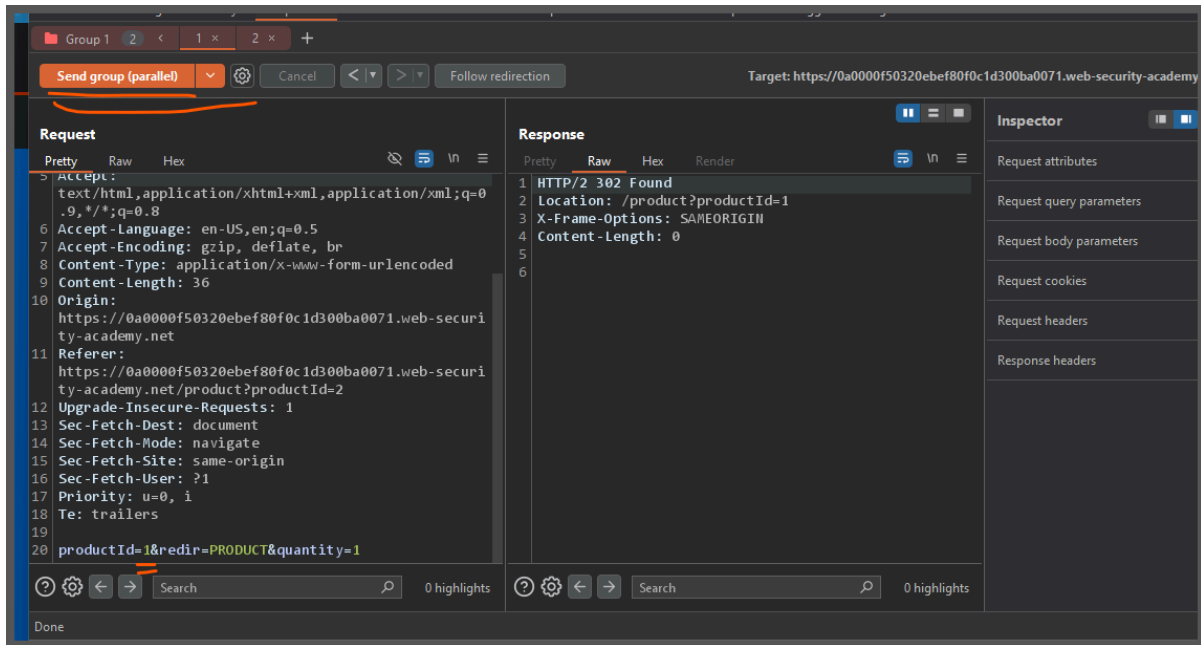 Group 1 2 < 1 × 2 × +
Send group (parallel) Cancel < > Follow redirection Target: https://0a0000f50320ebef80f0c1d300ba0071.web-security-academy
Request
Pretty Raw Hex \n
5 Accept:
text/html,application/xhtml+xml,application/xml;q=0
.9,*/*;q=0.8
6 Accept-Language: en-US,en;q=0.5
7 Accept-Encoding: gzip, deflate, br
8 Content-Type: application/x-www-form-urlencoded
9 Content-Length: 36
10 Origin:
https://0a0000f50320ebef80f0c1d300ba0071.web-securi
ty-academy.net
11 Referer:
https://0a0000f50320ebef80f0c1d300ba0071.web-securi
ty-academy.net/product?productId=2
12 Upgrade-Insecure-Requests: 1
13 Sec-Fetch-Dest: document
14 Sec-Fetch-Mode: navigate
15 Sec-Fetch-Site: same-origin
16 Sec-Fetch-User: ?1
17 Priority: u=0, i
18 Te: trailers
19
20 productId=1&redir=PRODUCT&quantity=1
Search 0 highlights
Response
Pretty Raw Hex Render \n
1 HTTP/2 302 Found
2 Location: /product?productId=1
3 X-Frame-Options: SAMEORIGIN
4 Content-Length: 0
5
6
Search 0 highlights
Inspector
Request attributes
Request query parameters
Request body parameters
Request cookies
Request headers
Response headers
Done